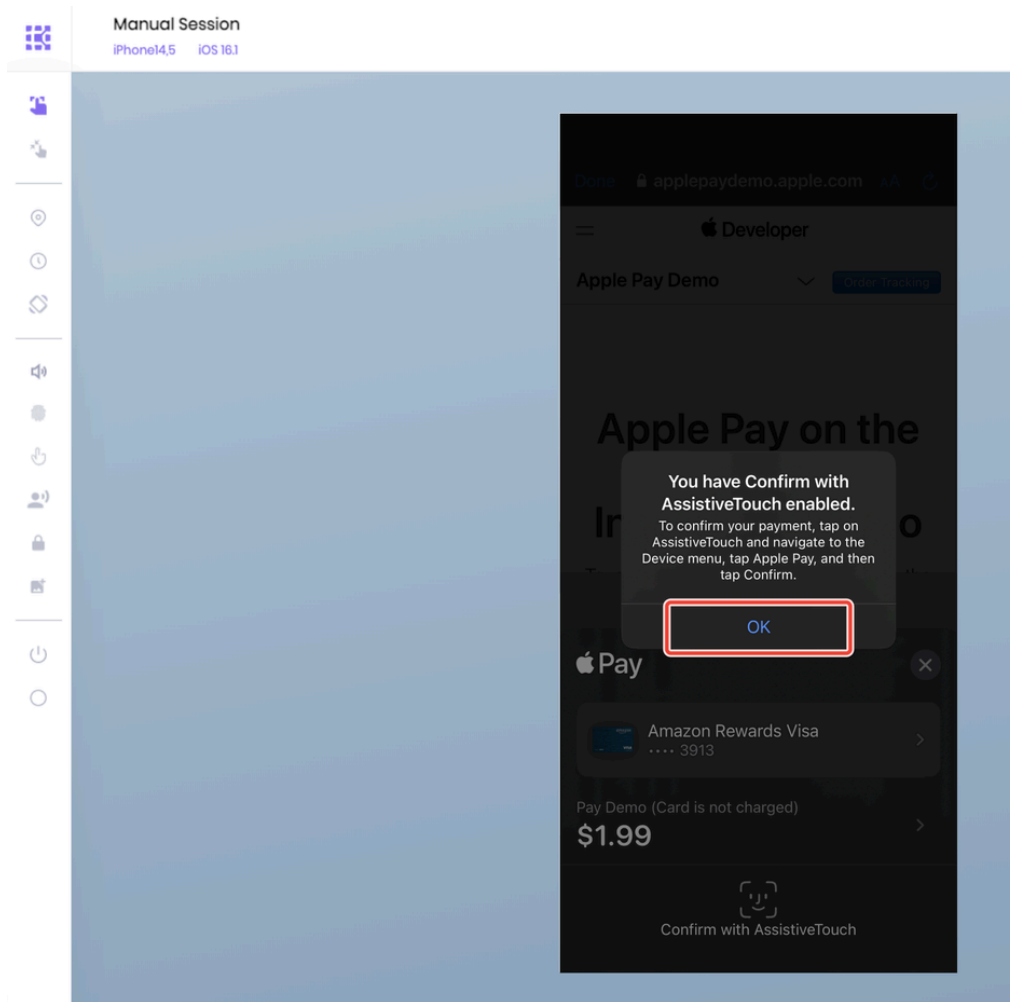 Manual Session
iPhone14,5 iOS 16.1
Done applepaydemo.apple.com AA
Developer
Apple Pay Demo Order Tracking
Apple Pay on the
You have Confirm with
AssistiveTouch enabled.
To confirm your payment, tap on
AssistiveTouch and navigate to the
Device menu, tap Apple Pay, and then
tap Confirm.
OK
Pay
Amazon Rewards Visa
•••• 3913
Pay Demo (Card is not charged)
$1.99
Confirm with AssistiveTouch